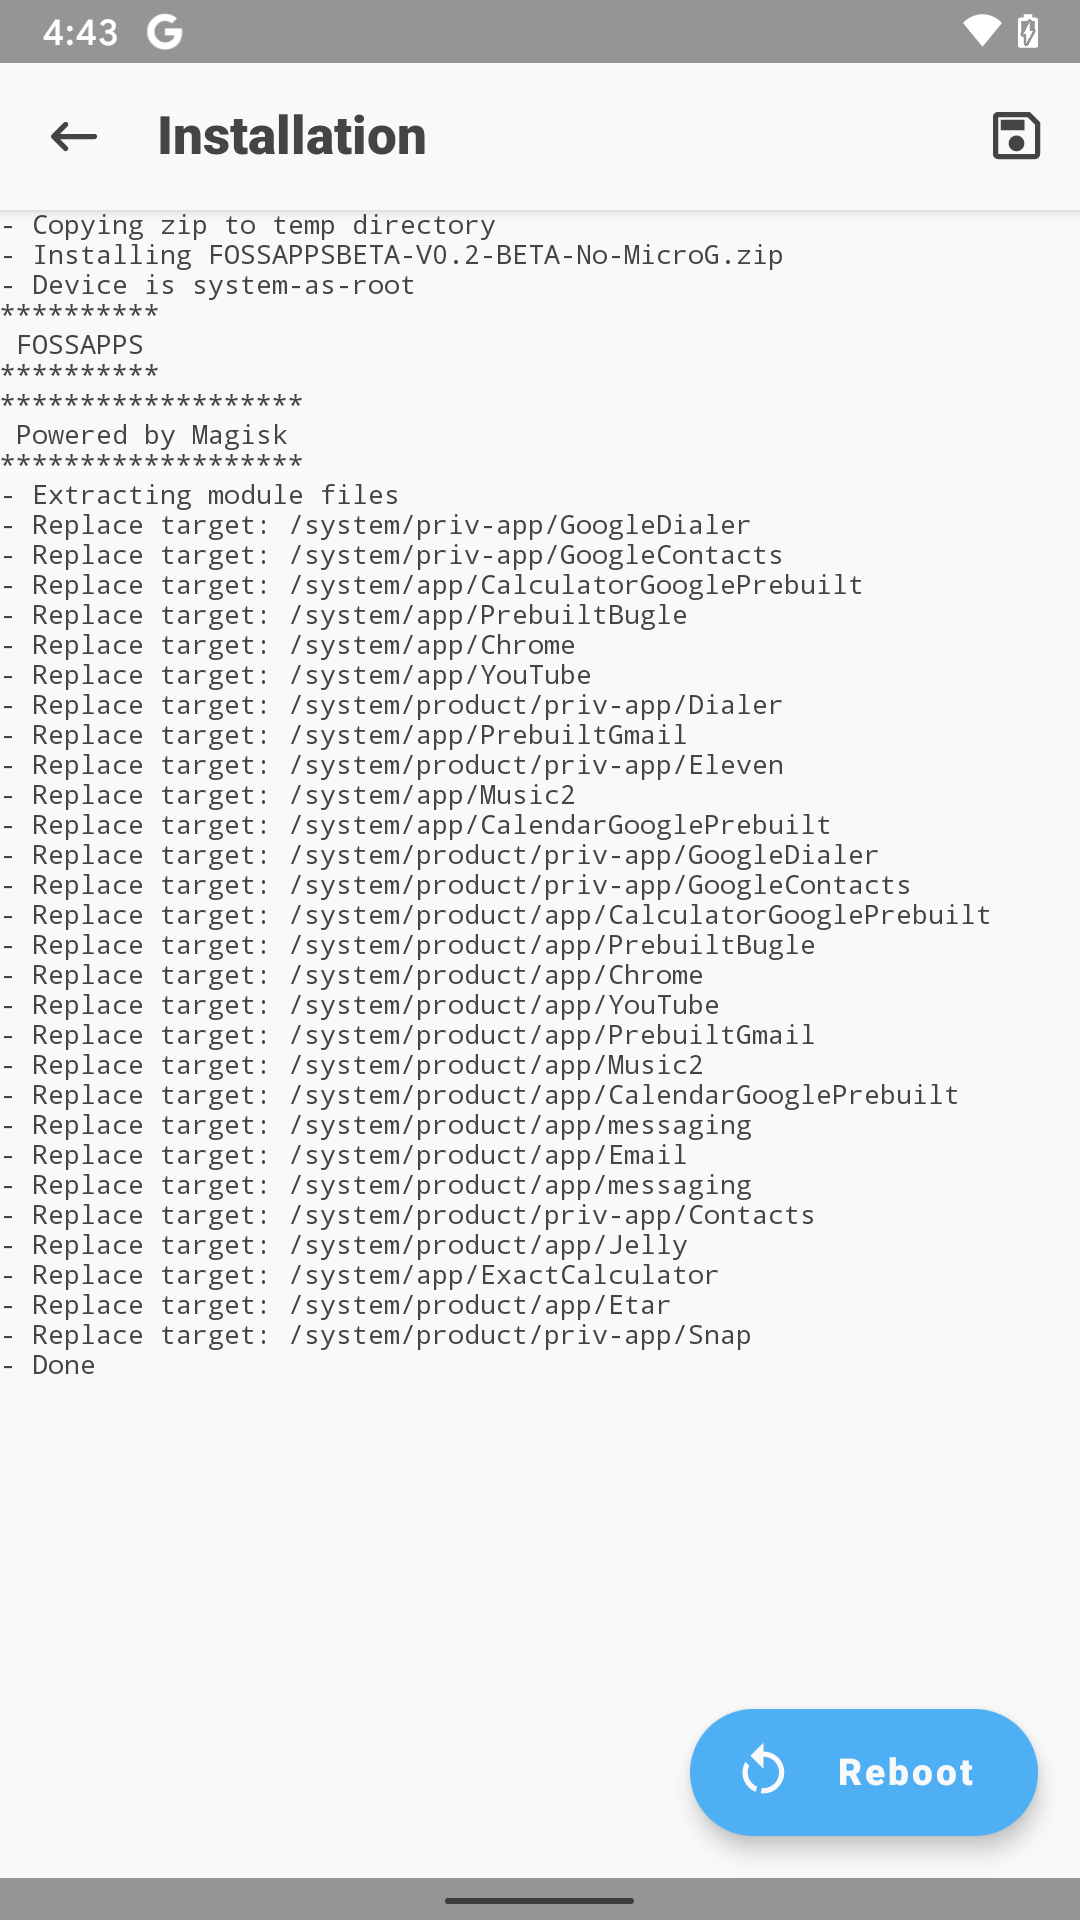 4:43
Installation
- Copying zip to temp directory
- Installing FOSSAPPSBETA-V0.2-BETA-No-MicroG.zip
- Device is system-as-root
**********
FOSSAPPS
**********
*******************
Powered by Magisk
*******************
- Extracting module files
- Replace target: /system/priv-app/GoogleDialer
- Replace target: /system/priv-app/GoogleContacts
- Replace target: /system/app/CalculatorGooglePrebuilt
- Replace target: /system/app/PrebuiltBugle
- Replace target: /system/app/Chrome
- Replace target: /system/app/YouTube
- Replace target: /system/product/priv-app/Dialer
- Replace target: /system/app/PrebuiltGmail
- Replace target: /system/product/priv-app/Eleven
- Replace target: /system/app/Music2
- Replace target: /system/app/CalendarGooglePrebuilt
- Replace target: /system/product/priv-app/GoogleDialer
- Replace target: /system/product/priv-app/GoogleContacts
- Replace target: /system/product/app/CalculatorGooglePrebuilt
- Replace target: /system/product/app/PrebuiltBugle
- Replace target: /system/product/app/Chrome
- Replace target: /system/product/app/YouTube
- Replace target: /system/product/app/PrebuiltGmail
- Replace target: /system/product/app/Music2
- Replace target: /system/product/app/CalendarGooglePrebuilt
- Replace target: /system/product/app/messaging
- Replace target: /system/product/app/Email
- Replace target: /system/product/app/messaging
- Replace target: /system/product/priv-app/Contacts
- Replace target: /system/product/app/Jelly
- Replace target: /system/app/ExactCalculator
- Replace target: /system/product/app/Etar
- Replace target: /system/product/priv-app/Snap
- Done
Reboot